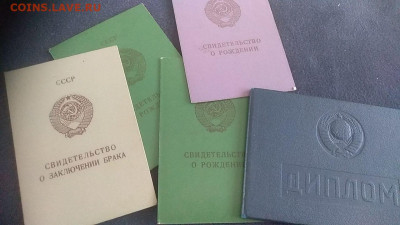 COINS.LAVE.RU
СССР
СВИДЕТЕЛЬСТВО
О ЗАКЛЮЧЕНИИ БРАКА
СВИДЕТЕЛЬСТВО
О РОЖДЕНИИ
СВИДЕТЕЛЬСТВО
О РОЖДЕНИИ
ДИПЛОМ